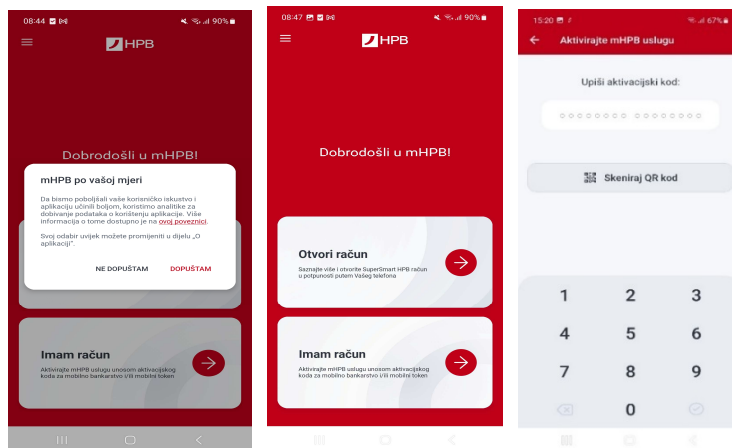 08:44
90%
HPB
Dobrodošli u mHPB!
mHPB po vašoj mjeri
Da bismo poboljšali vaše korisničko iskustvo i
aplikaciju učinili boljom, koristimo analitike za
dobivanje podataka o korištenju aplikacije. Više
informacija o tome dostupno je na ovoj poveznici.
Svoj odabir uvijek možete promijeniti u dijelu „O
aplikaciji".
NE DOPUŠTAM DOPUŠTAM
Imam račun
Aktivirajte mHPB uslugu unosom aktivacijskog
koda za mobilno bankarstvo i/ili mobilni token
08:47
90%
HPB
Dobrodošli u mHPB!
Otvori račun
Saznajte više i otvorite SuperSmart HPB račun
u potpunosti putem Vašeg telefona
Imam račun
Aktivirajte mHPB uslugu unosom aktivacijskog
koda za mobilno bankarstvo i/ili mobilni token
15:20
67%
Aktivirajte mHPB uslugu
Upiši aktivacijski kod:
Skeniraj QR kod
1 2 3
4 5 6
7 8 9
0